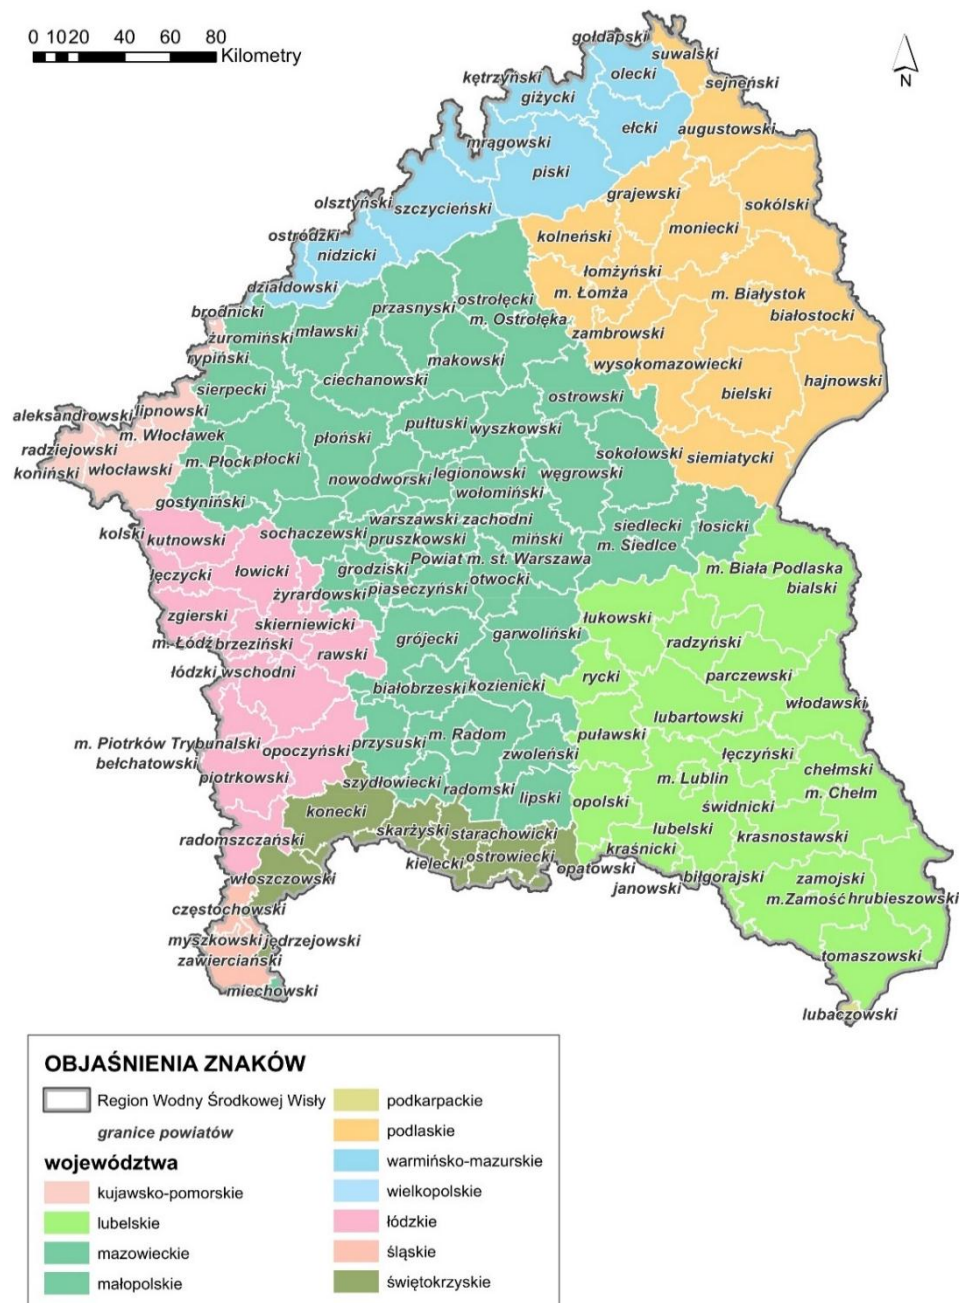 0 10 20 40 60 80
Kilometry
N
gołdapski
suwalski
olecki
sejneński
kętrzyński
giżycki
ełcki
augustowski
mrągowski
piski
grajewski
sokólski
olsztyński
szczycieński
moniecki
ostródzki
kolneński
nidzicki
łomżyński
działdowski
m. Łomża
m. Białystok
ostrołęcki
przasnyski
białostocki
brodnicki
m. Ostrołęka
żuromiński
mławski
zambrowski
rypiński
makowski
wysokomazowiecki
ciechanowski
hajnowski
sierpecki
ostrowski
bielski
lipnowski
aleksandrowski
pułtuski
wyszkowski
m. Włocławek
płoński
radziejowski
sokołowski
m. Płock
płocki
siemiatycki
koniński
włocławski
legionowski
węgrowski
nowodworski
wołomiński
gostyniński
warszawski zachodni
siedlecki
łosicki
kolski
kutnowski
sochaczewski
pruszkowski
miński
m. Siedlce
grodziski
Powiat m. st. Warszawa
m. Biała Podlaska
łęczycki
łowicki
otwocki
bialski
żyrardowski
piaseczyński
zgierski
skierniewicki
łukowski
m. Łódź
brzeziński
grójecki
garwoliński
radzyński
rawski
łódzki wschodni
rycki
parczewski
białobrzeski
kozienicki
włodawski
lubartowski
m. Piotrków Trybunalski
opoczyński
przysuski
m. Radom
puławski
zwoleński
łęczyński
bełchatowski
chełmski
piotrkowski
szydłowiecki
radomski
m. Lublin
m. Chełm
lipski
opolski
świdnicki
konecki
skarżyski
starachowicki
lubelski
krasnostawski
radomszczański
kraśnicki
kielecki
ostrowiecki
opatowski
biłgorajski
zamojski
włoszczowski
janowski
m.Zamość
hrubieszowski
częstochowski
myszkowski
jędrzejowski
zawierciański
tomaszowski
miechowski
lubaczowski
OBJAŚNIENIA ZNAKÓW
Region Wodny Środkowej Wisły
granice powiatów
województwa
kujawsko-pomorskie
lubelskie
mazowieckie
małopolskie
podkarpackie
podlaskie
warmińsko-mazurskie
wielkopolskie
łódzkie
śląskie
świętokrzyskie